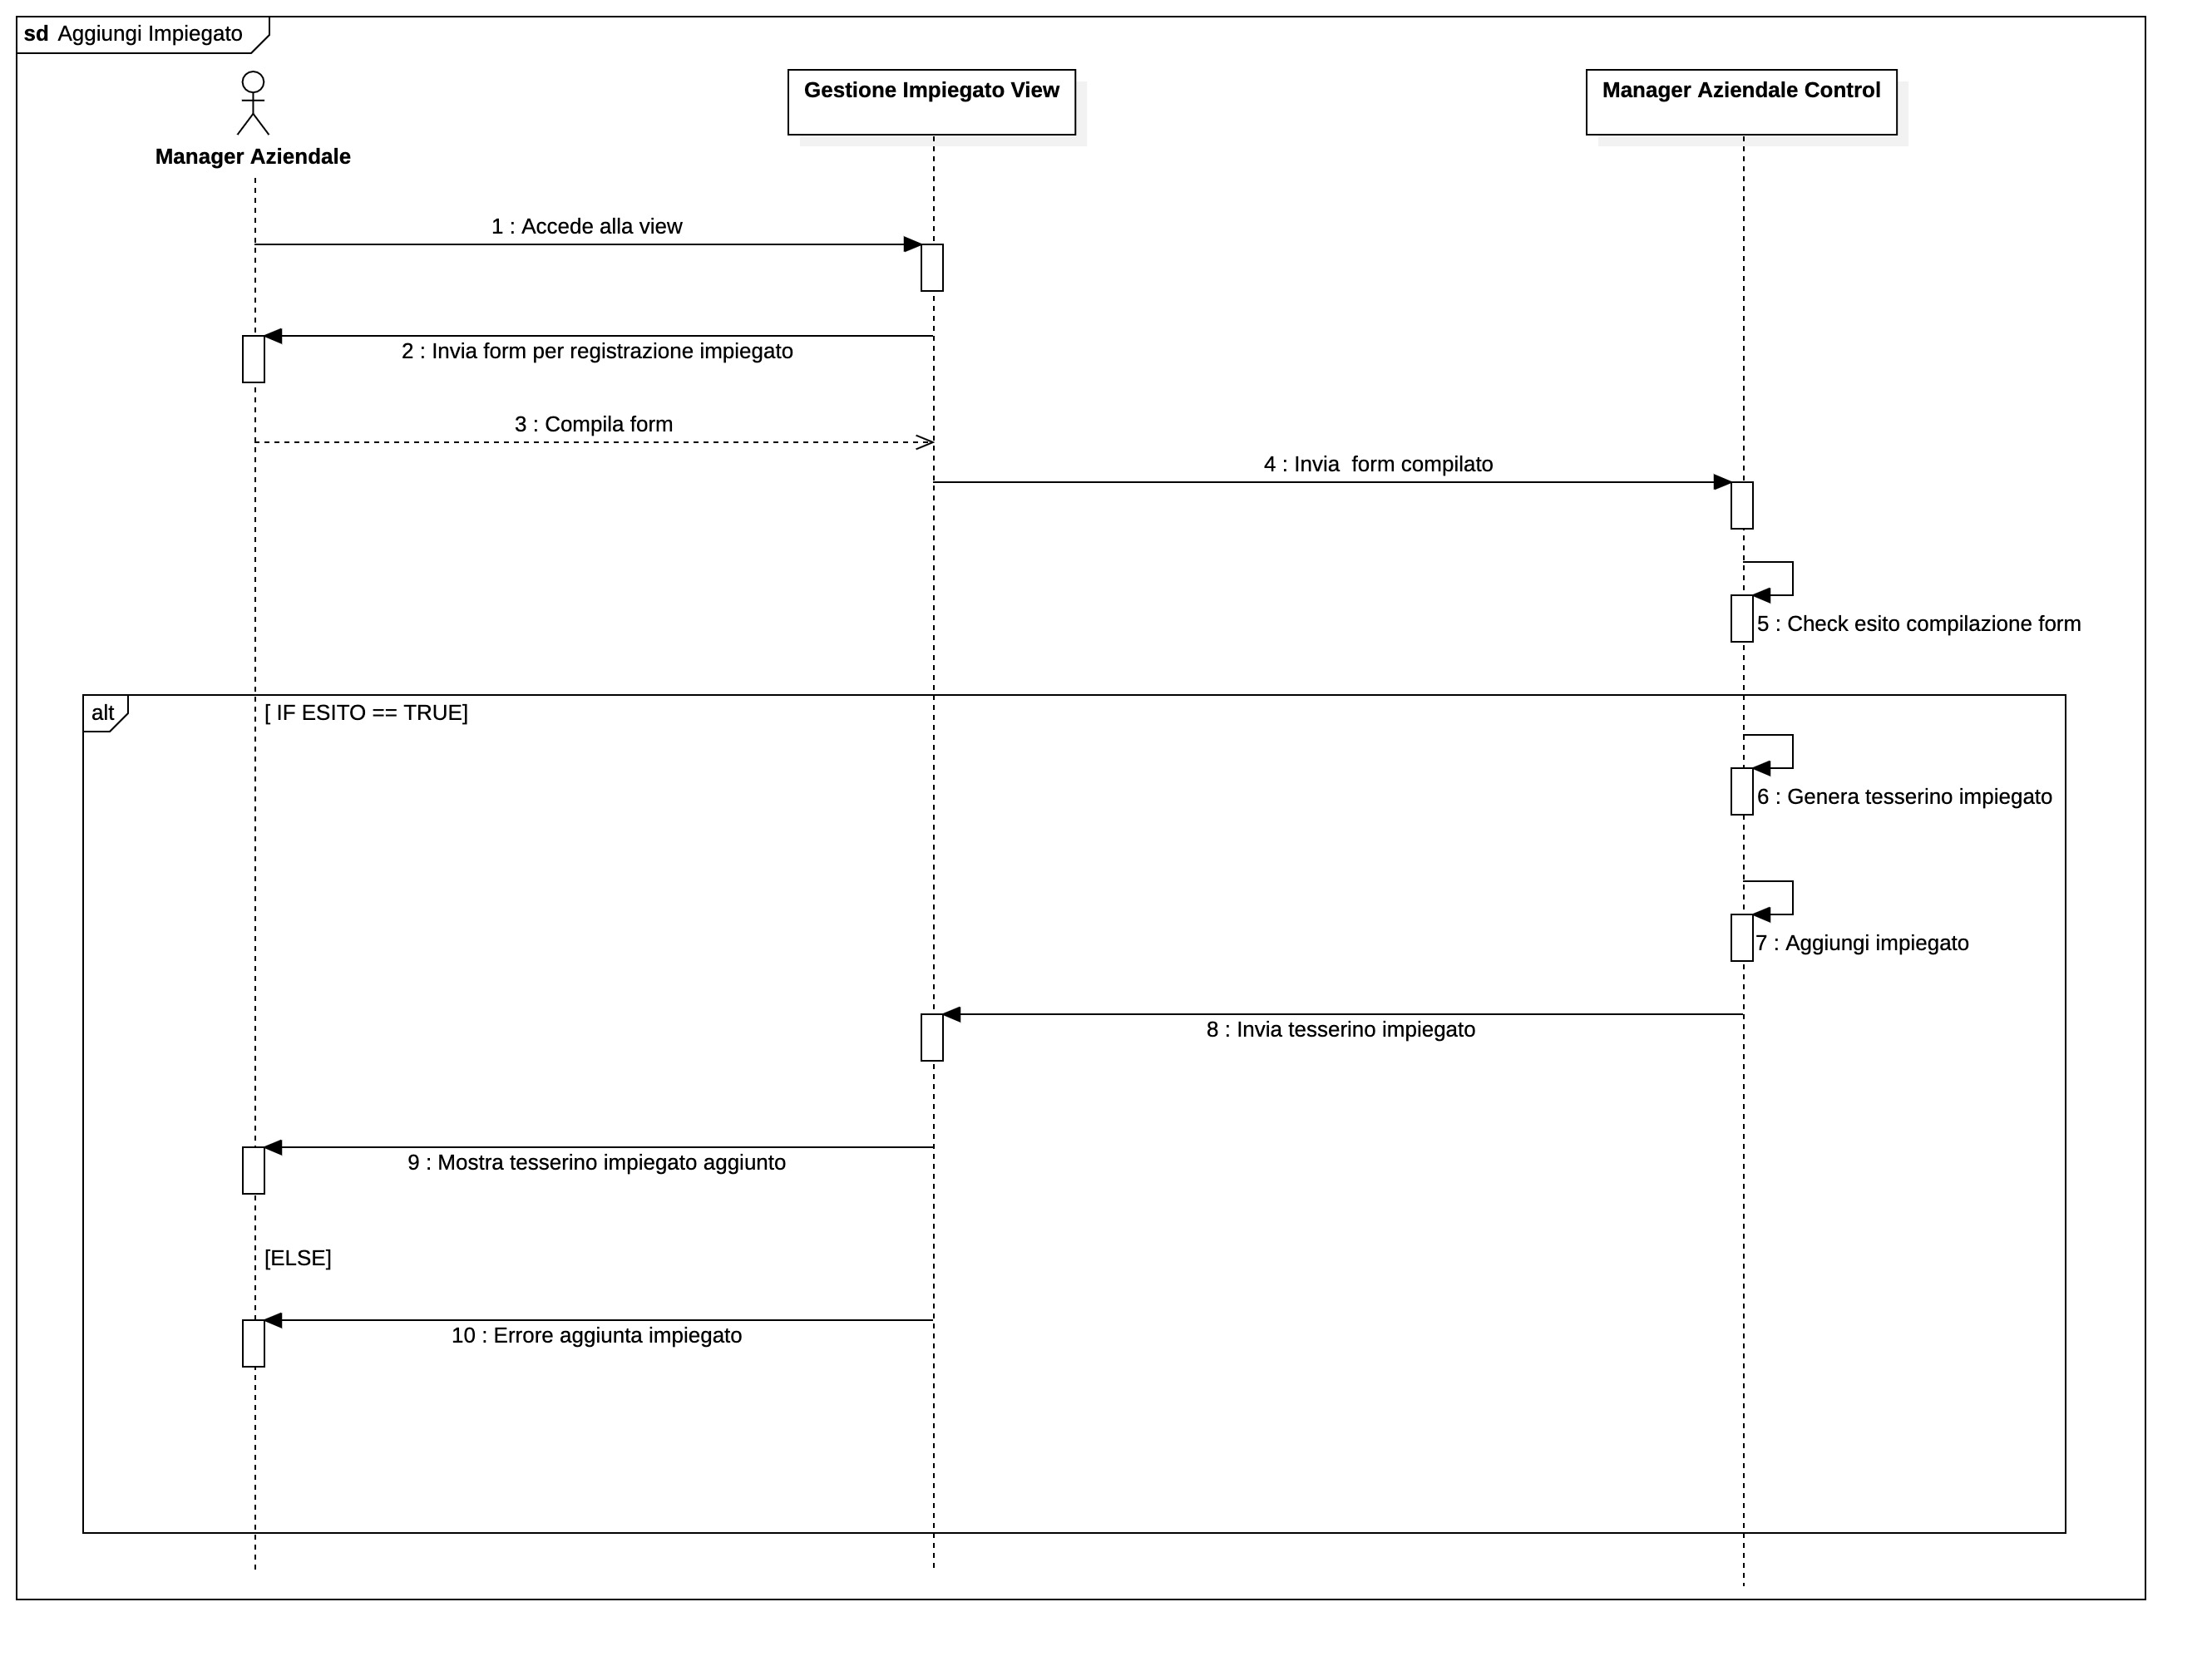 sd Aggiungi Impiegato
Manager Aziendale
Gestione Impiegato View
Manager Aziendale Control
1 : Accede alla view
2 : Invia form per registrazione impiegato
3 : Compila form
4 : Invia  form compilato
5 : Check esito compilazione form
alt
[ IF ESITO == TRUE]
6 : Genera tesserino impiegato
7 : Aggiungi impiegato
8 : Invia tesserino impiegato
9 : Mostra tesserino impiegato aggiunto
[ELSE]
10 : Errore aggiunta impiegato